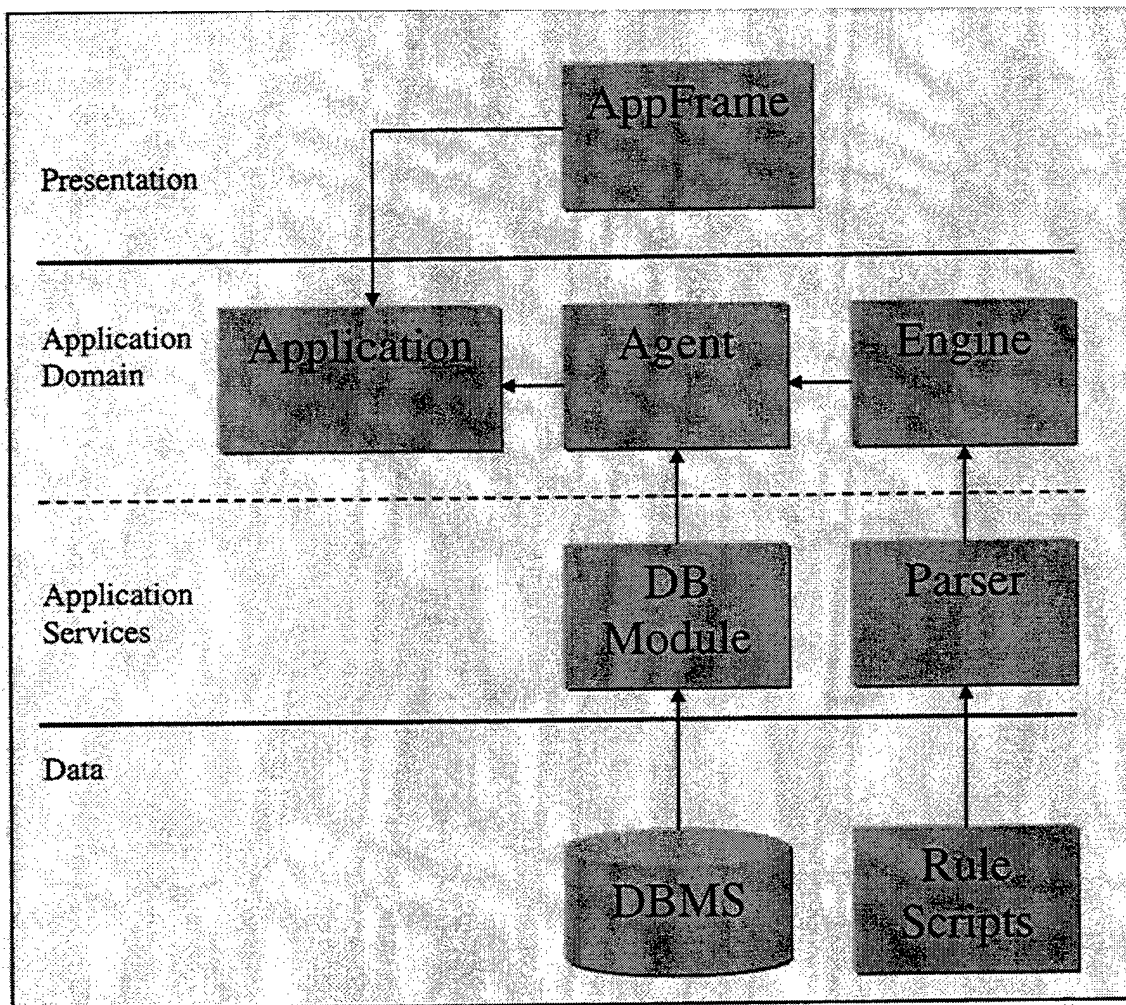 AppFrame
Presentation
Application
Domain
Application
Agent
Engine
Application
Services
DB
Module
Parser
Data
DBMS
Rule
Scripts